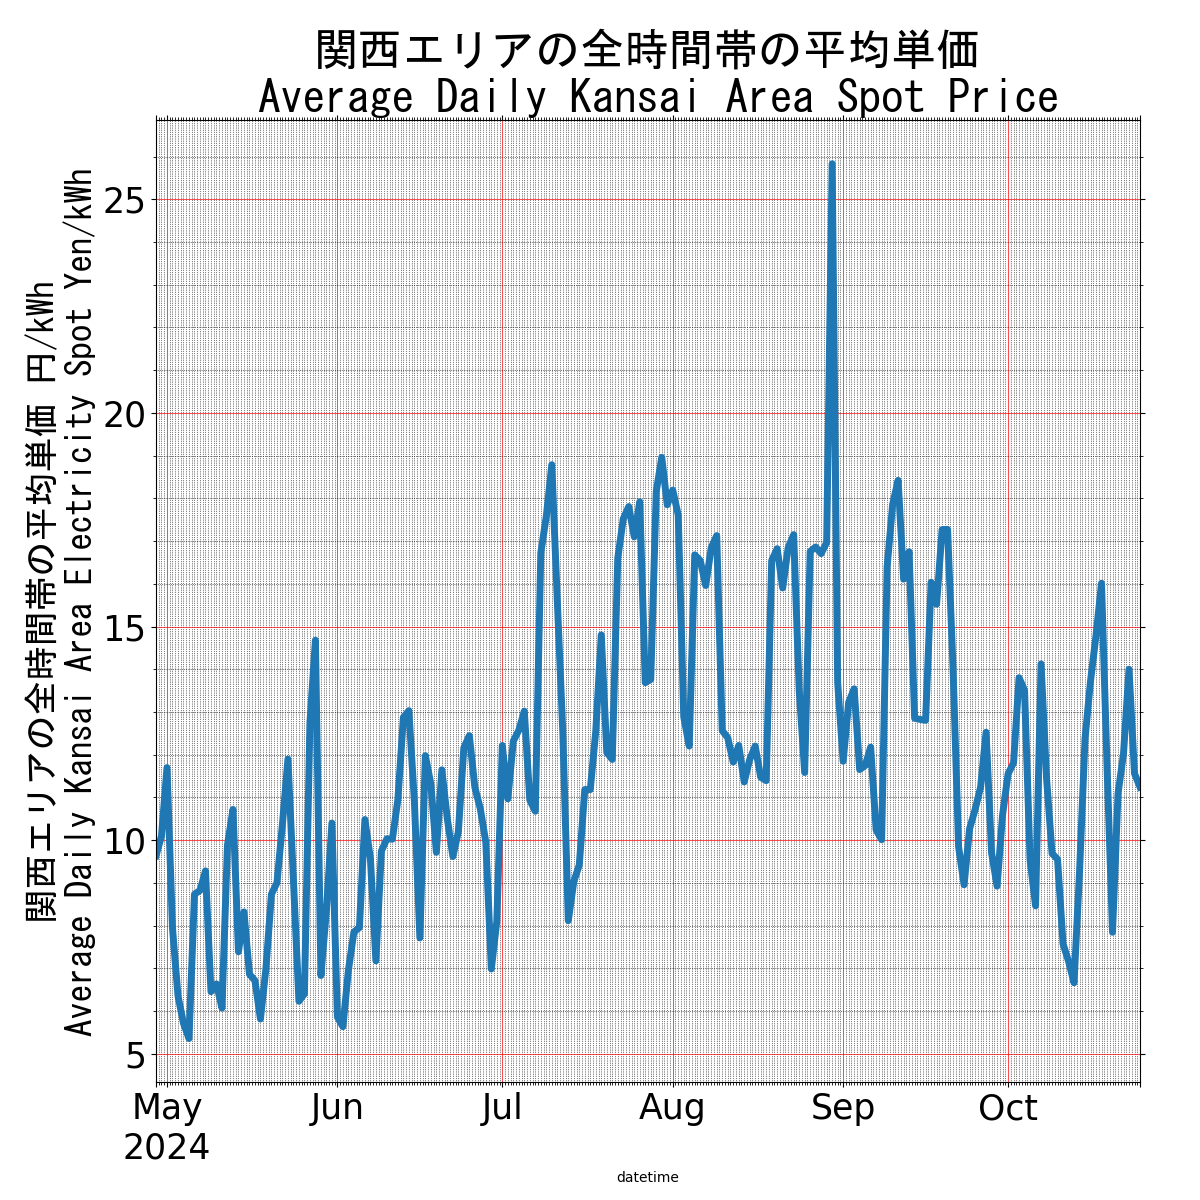 関西エリアの全時間帯の平均単価
Average Daily Kansai Area Spot Price
関西エリアの全時間帯の平均単価 円/kWh
Average Daily Kansai Area Electricity Spot Yen/kWh
25
20
15
10
5
May Jun Jul Aug Sep Oct
2024
datetime